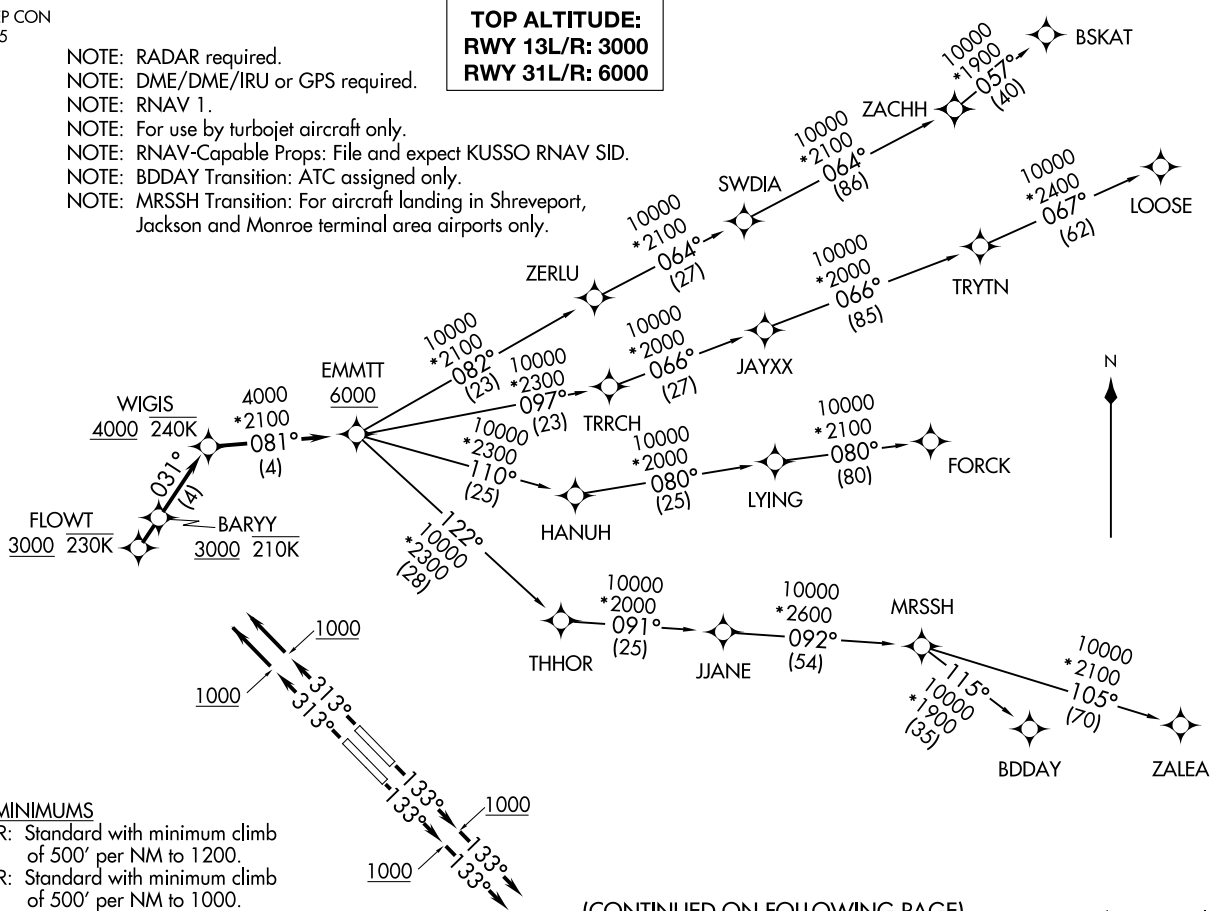 P CON
5
TOP ALTITUDE:
RWY 13L/R: 3000
RWY 31L/R: 6000
NOTE: RADAR required.
NOTE: DME/DME/IRU or GPS required.
NOTE: RNAV 1.
NOTE: For use by turbojet aircraft only.
NOTE: RNAV-Capable Props: File and expect KUSSO RNAV SID.
NOTE: BDDAY Transition: ATC assigned only.
NOTE: MRSSH Transition: For aircraft landing in Shreveport,
Jackson and Monroe terminal area airports only.
BSKAT
10000
*1900
057°
(40)
ZACHH
10000
*2100
064°
(86)
SWDIA
10000
*2100
064°
(27)
ZERLU
10000
*2100
082°
(23)
LOOSE
10000
*2400
067°
(62)
TRYTN
10000
*2000
066°
(85)
JAYXX
10000
*2000
066°
(27)
TRRCH
10000
*2300
097°
(23)
EMMTT
6000
WIGIS
4000 240K
4000
*2100
081°
(4)
031°
(4)
FLOWT
3000 230K
BARYY
3000 210K
10000
*2300
110°
(25)
HANUH
10000
*2000
080°
(25)
LYING
10000
*2100
080°
(80)
FORCK
N
122°
10000
*2300
(28)
THHOR
10000
*2000
091°
(25)
JJANE
10000
*2600
092°
(54)
MRSSH
115°
10000
*1900
(35)
BDDAY
10000
*2100
105°
(70)
ZALEA
1000
1000
313°
313°
133°
133°
1000
1000
133°
133°
MINIMUMS
R: Standard with minimum climb
of 500' per NM to 1200.
R: Standard with minimum climb
of 500' per NM to 1000.
(CONTINUED ON FOLLOWING PAGE)